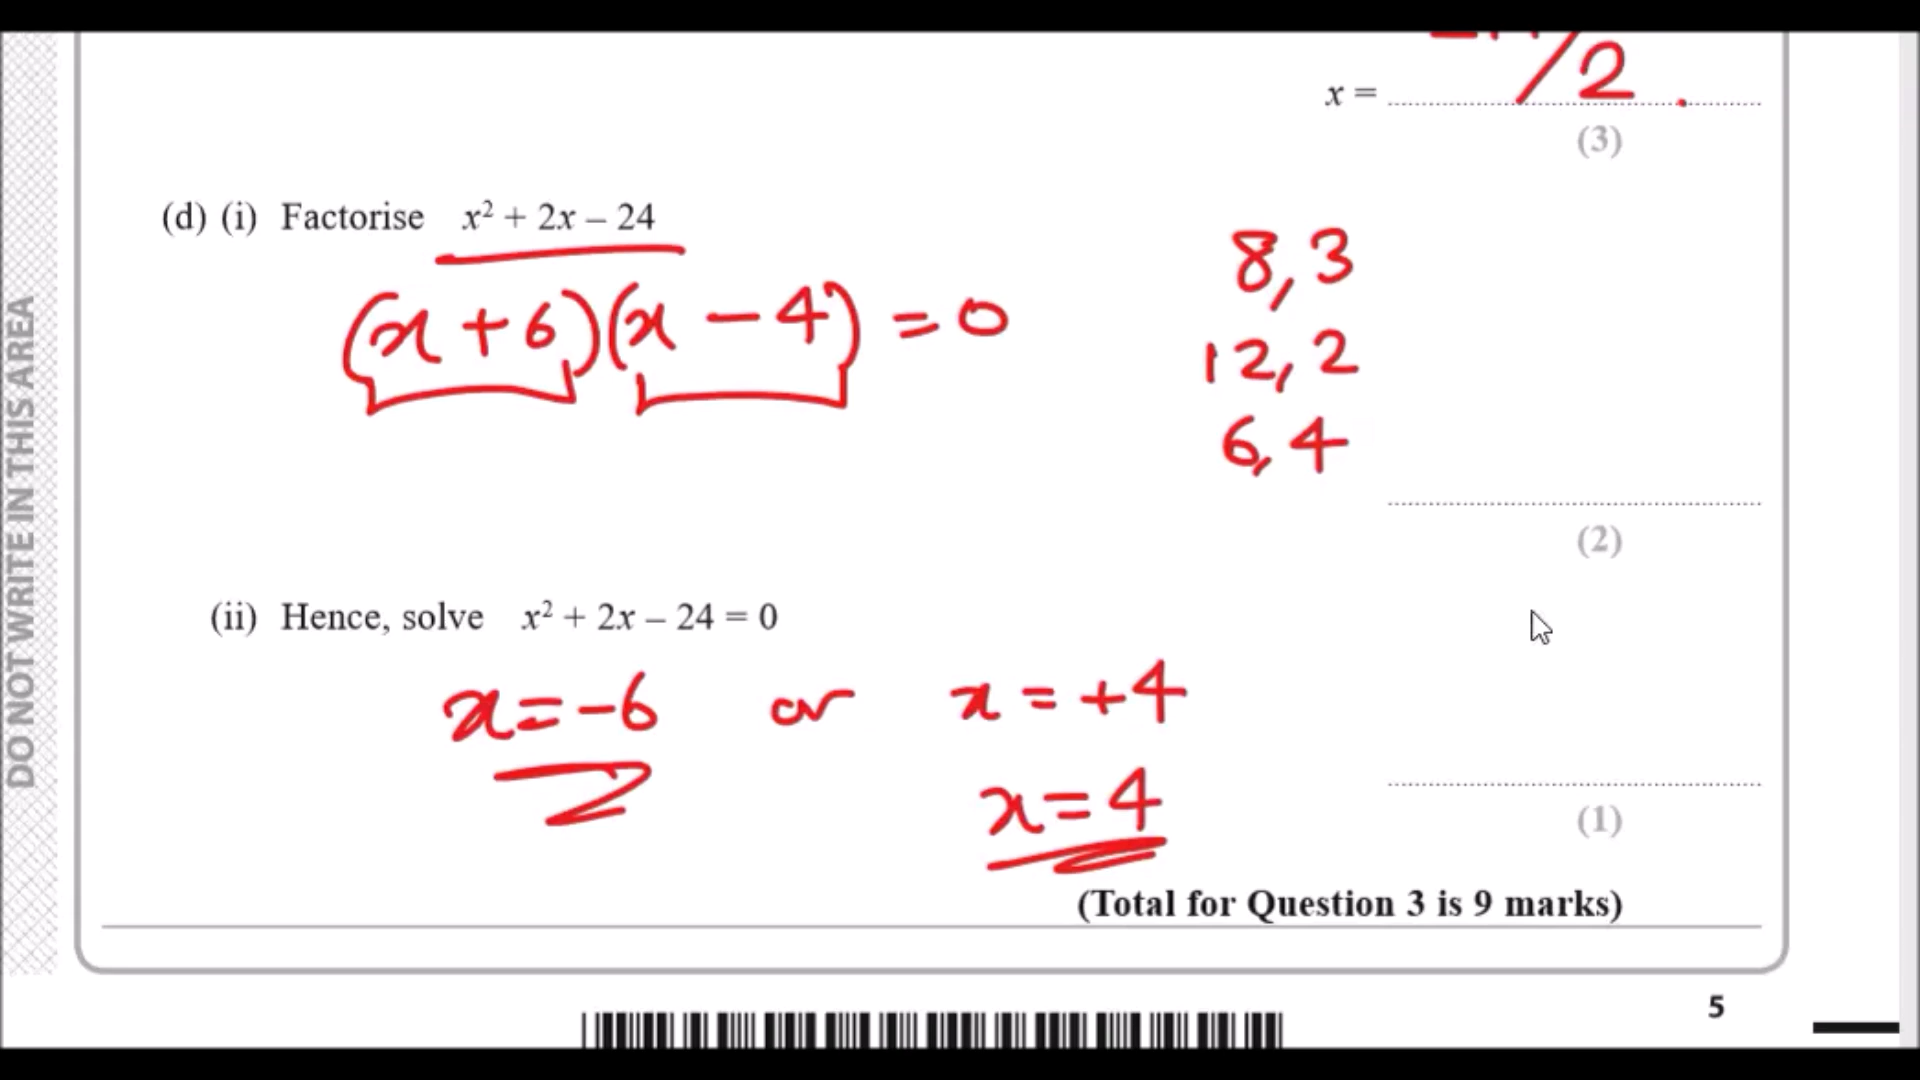 /2 .
x =
(3)
(d) (i) Factorise x² + 2x – 24
(x + 6)(x – 4) = 0
8, 3
12, 2
6, 4
(2)
(ii) Hence, solve x² + 2x – 24 = 0
x = –6 or x = +4
x = 4
(1)
(Total for Question 3 is 9 marks)
5
DO NOT WRITE IN THIS AREA